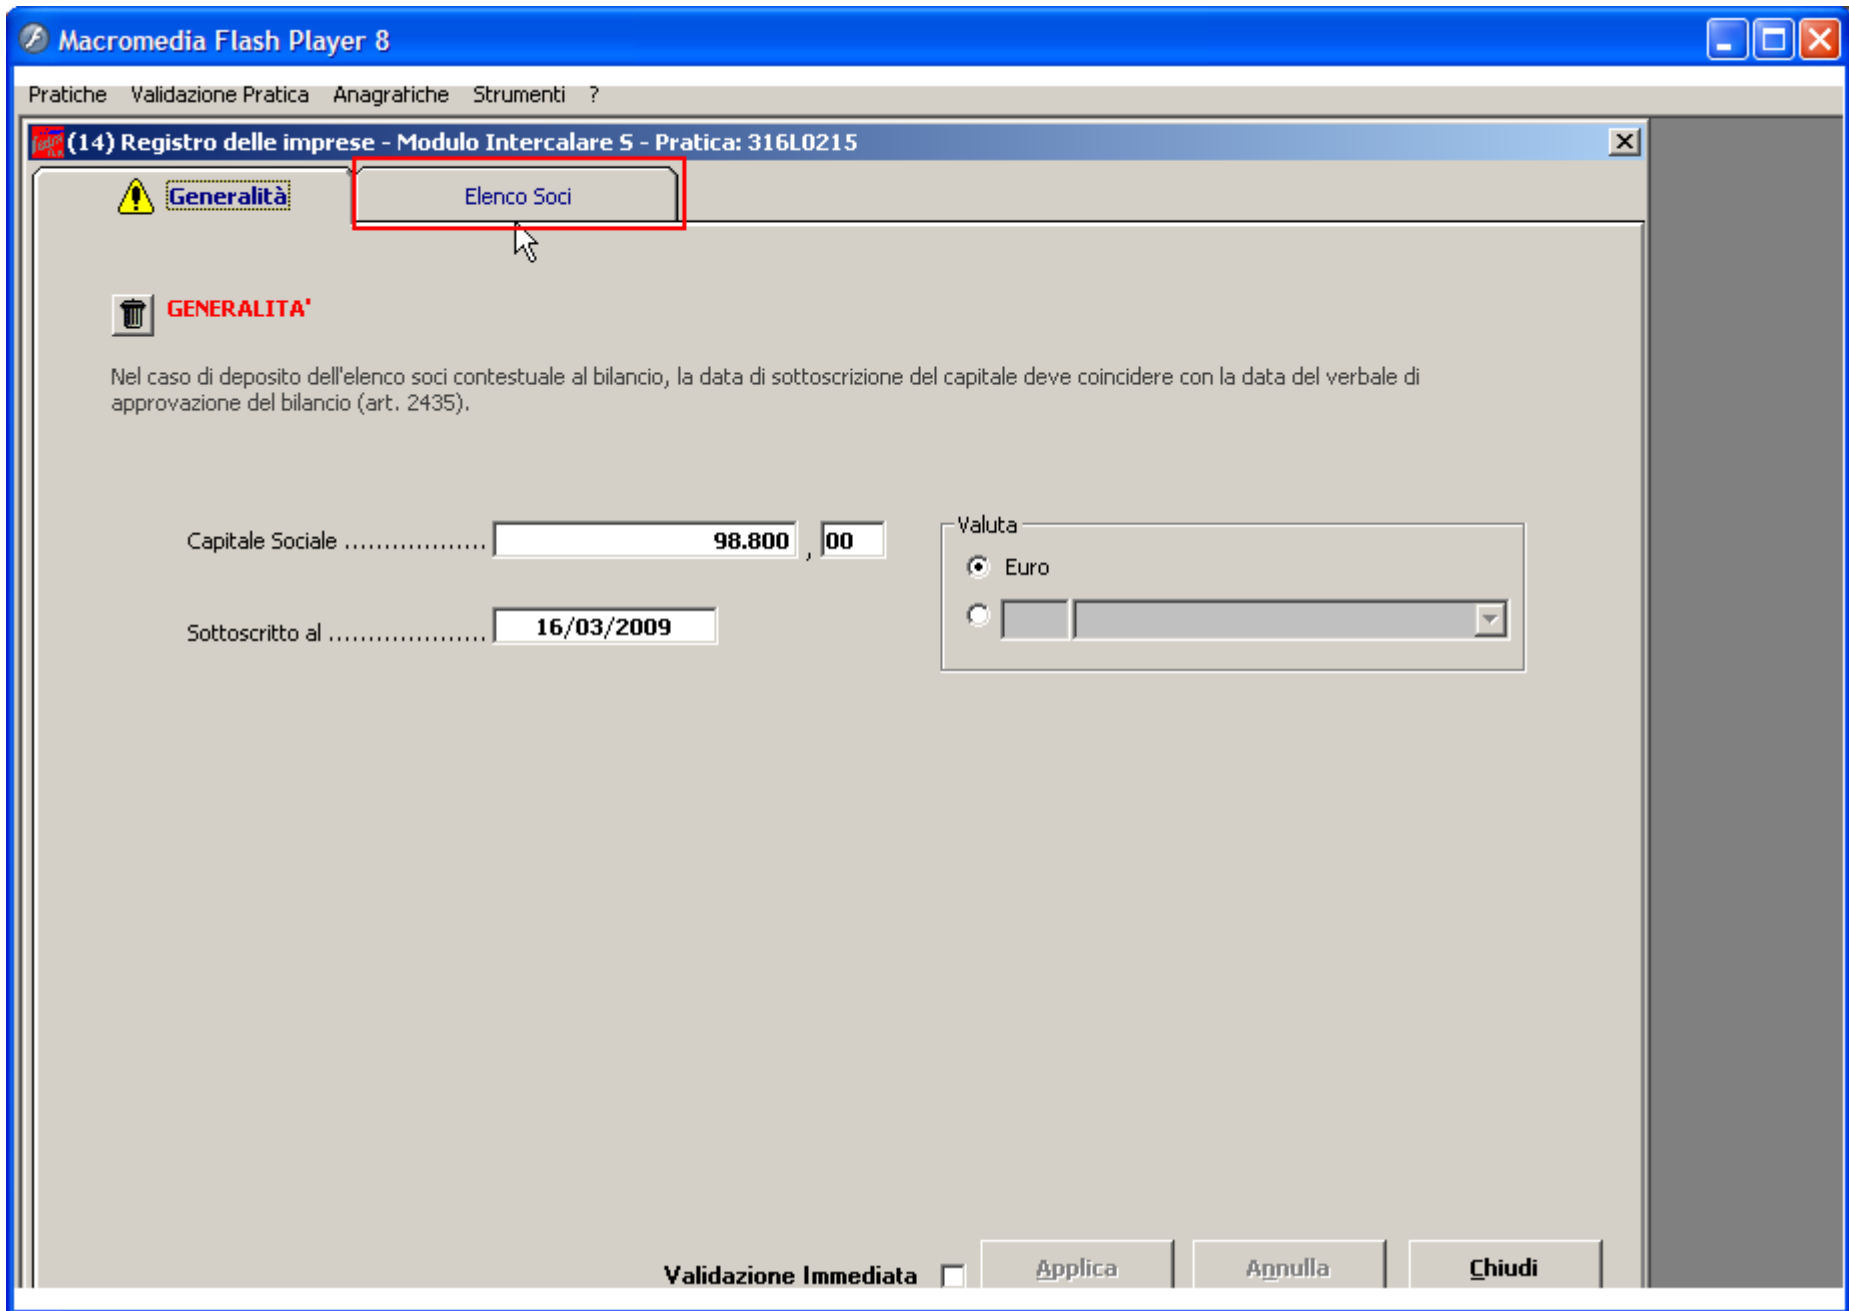 Macromedia Flash Player 8
Pratiche Validazione Pratica Anagrafiche Strumenti ?
(14) Registro delle imprese - Modulo Intercalare S - Pratica: 316L0215
Generalità Elenco Soci
GENERALITA'
Nel caso di deposito dell'elenco soci contestuale al bilancio, la data di sottoscrizione del capitale deve coincidere con la data del verbale di
approvazione del bilancio (art. 2435).
Capitale Sociale .................. 98.800 , 00
Valuta
Euro
Sottoscritto al .................... 16/03/2009
Validazione Immediata Applica Annulla Chiudi